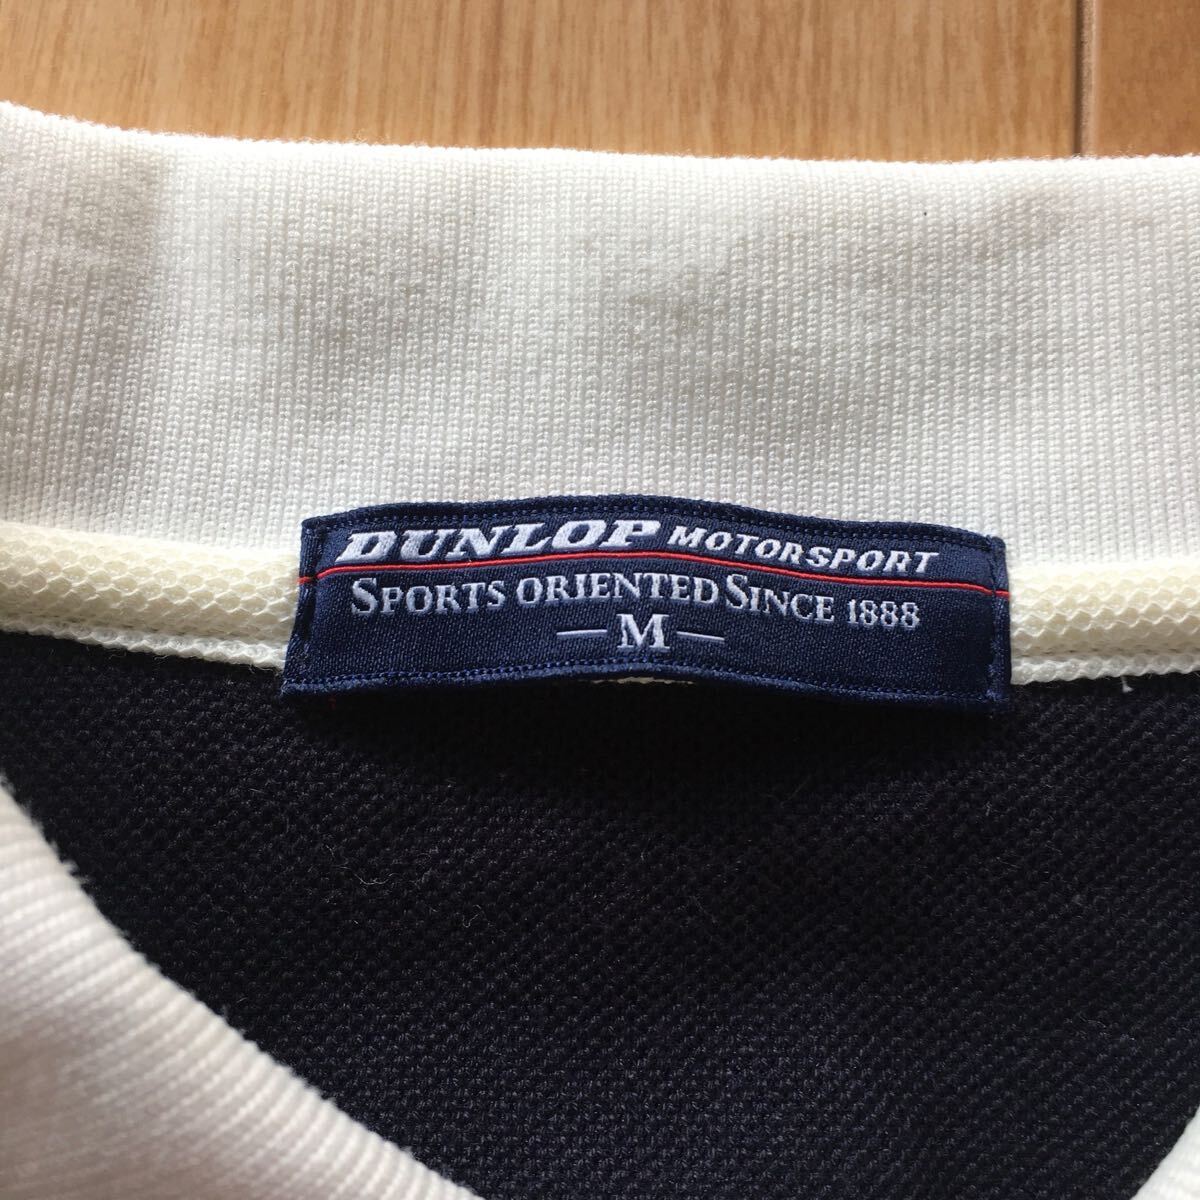 DUNLOP MOTORSPORT
SPORTS ORIENTED SINCE 1888
—M—